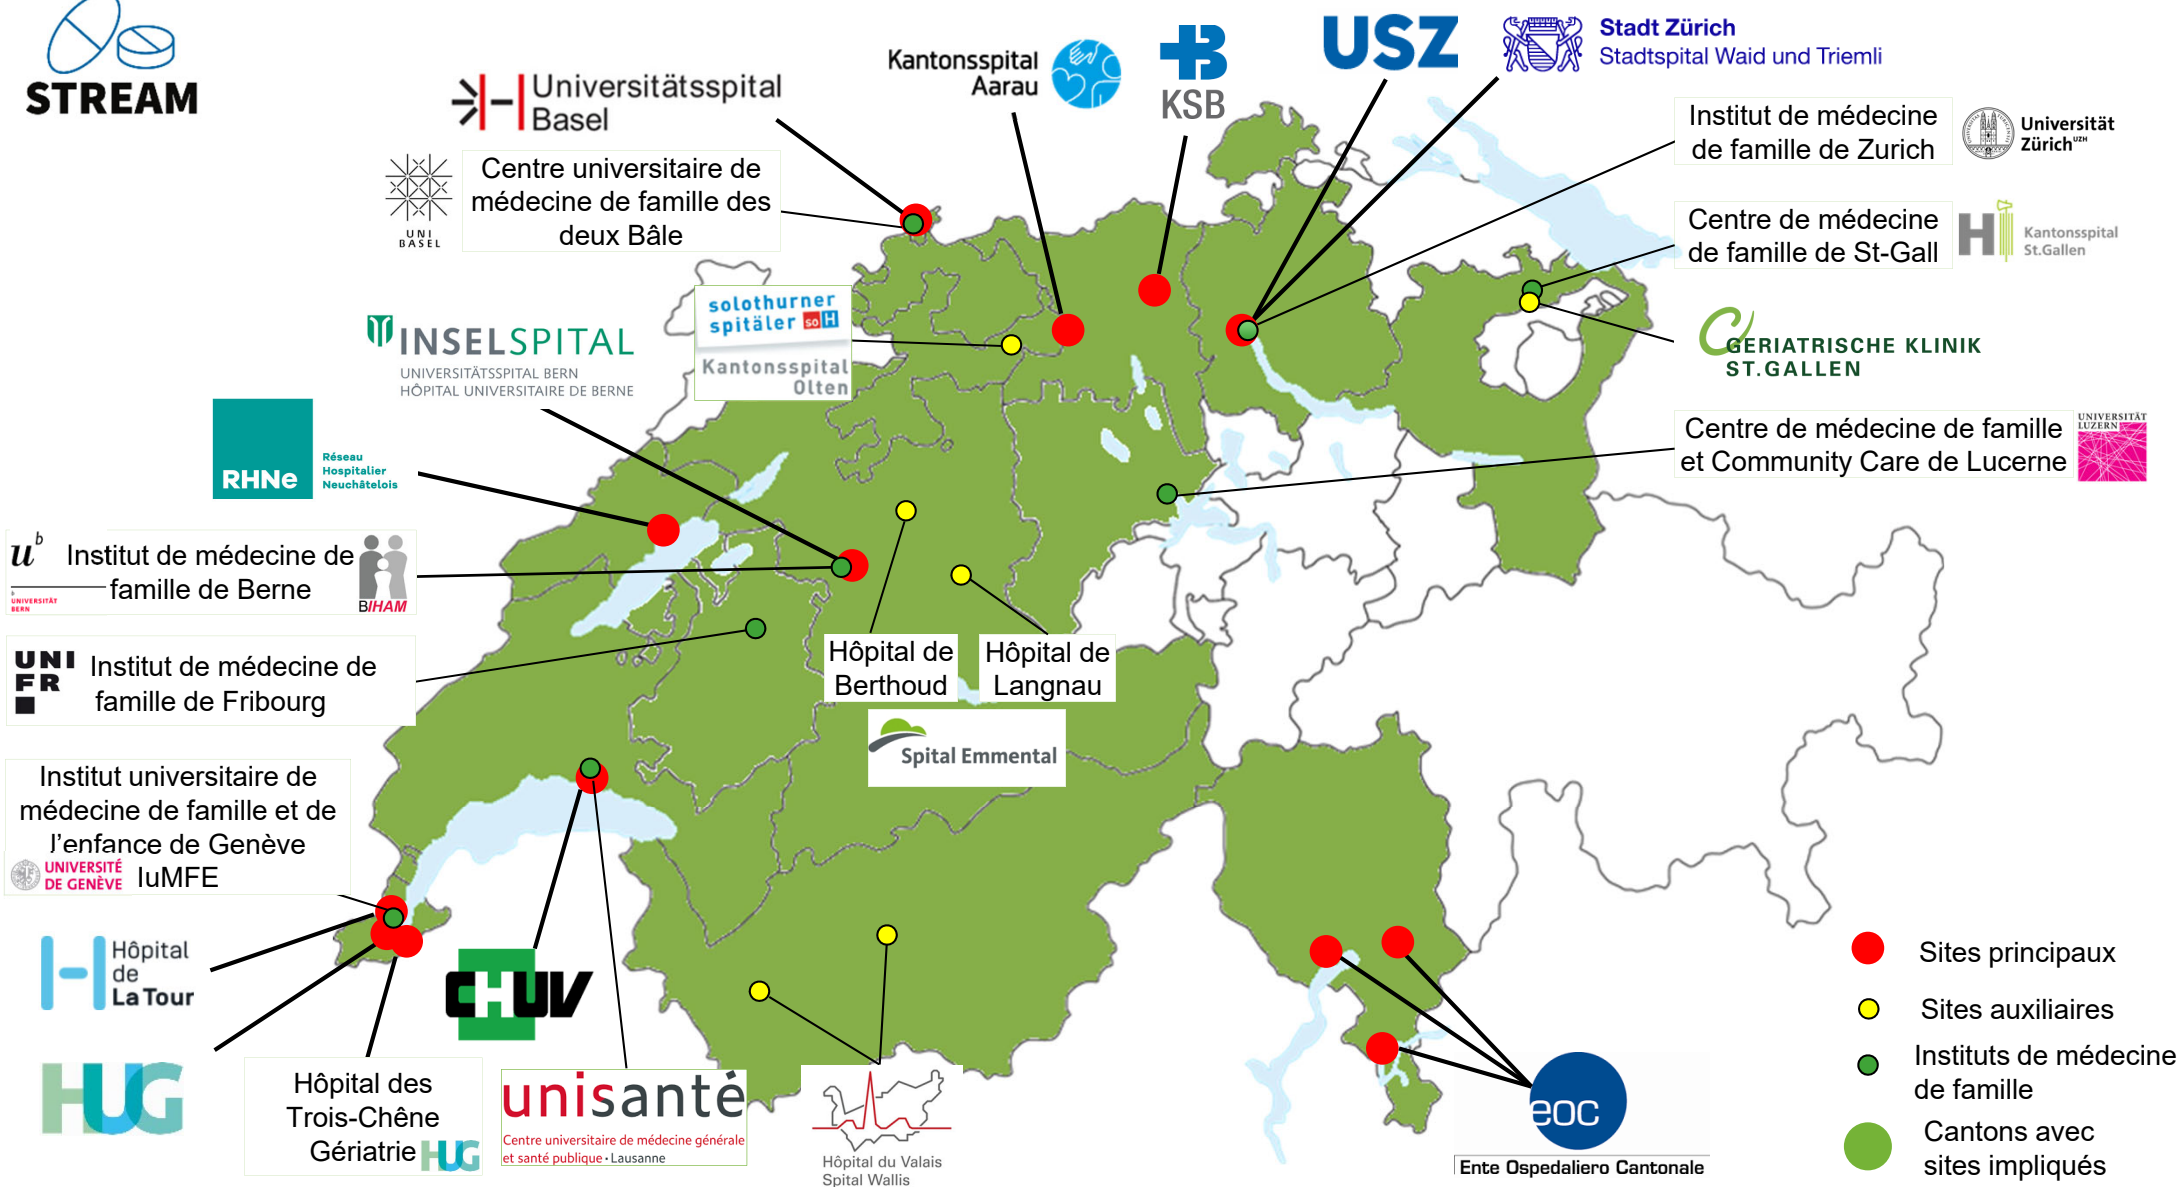 STREAM
Universitätsspital
Basel
Kantonsspital
Aarau
KSB
USZ
Stadt Zürich
Stadtspital Waid und Triemli
UNI
BASEL
Centre universitaire de
médecine de famille des
deux Bâle
Institut de médecine
de famille de Zurich
Universität
Zürich UZH
Centre de médecine
de famille de St-Gall
Kantonsspital
St.Gallen
solothurner
spitäler soH
Kantonsspital
Olten
INSELSPITAL
UNIVERSITÄTSSPITAL BERN
HÔPITAL UNIVERSITAIRE DE BERNE
GERIATRISCHE KLINIK
ST.GALLEN
RHNe
Réseau
Hospitalier
Neuchâtelois
Centre de médecine de famille
et Community Care de Lucerne
UNIVERSITÄT
LUZERN
u b
b
UNIVERSITÄT
BERN
Institut de médecine de
famille de Berne
BIHAM
UNI
FR
Institut de médecine de
famille de Fribourg
Hôpital de
Berthoud
Hôpital de
Langnau
Spital Emmental
Institut universitaire de
médecine de famille et de
l'enfance de Genève
IuMFE
UNIVERSITÉ
DE GENÈVE
Hôpital
de
La Tour
HUG
Hôpital des
Trois-Chêne
Gériatrie
HUG
CHUV
unisanté
Centre universitaire de médecine générale
et santé publique · Lausanne
Hôpital du Valais
Spital Wallis
eoc
Ente Ospedaliero Cantonale
Sites principaux
Sites auxiliaires
Instituts de médecine
de famille
Cantons avec
sites impliqués